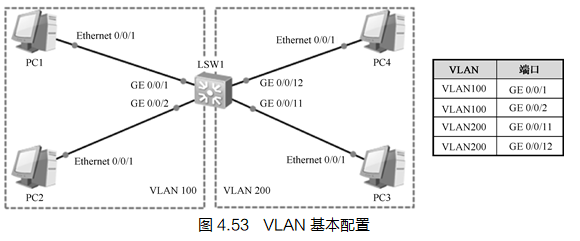 Ethernet 0/0/1
PC1
GE 0/0/1
GE 0/0/2
Ethernet 0/0/1
PC2
VLAN 100
LSW1
Ethernet 0/0/1
PC4
GE 0/0/12
GE 0/0/11
Ethernet 0/0/1
PC3
VLAN 200
VLAN 端口
VLAN100 GE 0/0/1
VLAN100 GE 0/0/2
VLAN200 GE 0/0/11
VLAN200 GE 0/0/12
图 4.53 VLAN 基本配置